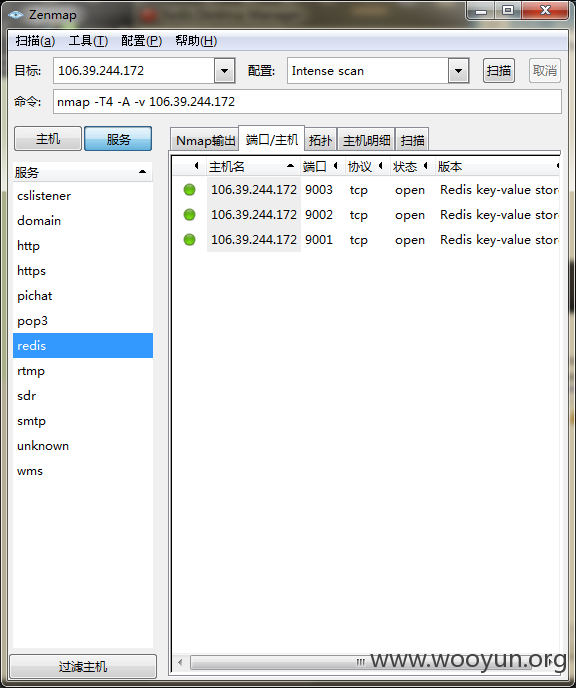 Zenmap
扫描(a) 工具(T) 配置(P) 帮助(H)
目标: 106.39.244.172 配置: Intense scan 扫描 取消
命令: nmap -T4 -A -v 106.39.244.172
主机 服务 Nmap输出 端口/主机 拓扑 主机明细 扫描
服务 主机名 端口 协议 状态 版本
cslistener 106.39.244.172 9003 tcp open Redis key-value stor
domain 106.39.244.172 9002 tcp open Redis key-value stor
http 106.39.244.172 9001 tcp open Redis key-value stor
https
pichat
pop3
redis
rtmp
sdr
smtp
unknown
wms
过滤主机
www.wooyun.org